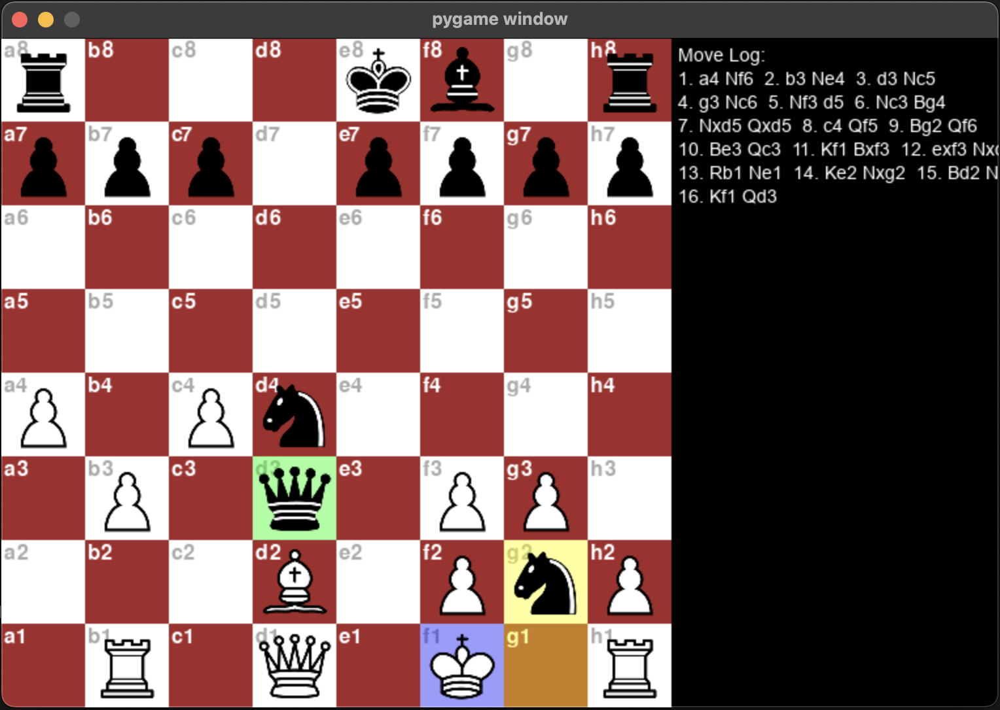 pygame window
a8 b8 c8 d8 e8 f8 g8 h8
a7 b7 c7 d7 e7 f7 g7 h7
a6 b6 c6 d6 e6 f6 g6 h6
a5 b5 c5 d5 e5 f5 g5 h5
a4 b4 c4 d4 e4 f4 g4 h4
a3 b3 c3 d3 e3 f3 g3 h3
a2 b2 c2 d2 e2 f2 g2 h2
a1 b1 c1 d1 e1 f1 g1 h1
Move Log:
1. a4 Nf6 2. b3 Ne4 3. d3 Nc5
4. g3 Nc6 5. Nf3 d5 6. Nc3 Bg4
7. Nxd5 Qxd5 8. c4 Qf5 9. Bg2 Qf6
10. Be3 Qc3 11. Kf1 Bxf3 12. exf3
13. Rb1 Ne1 14. Ke2 Nxg2 15. Bd2
16. Kf1 Qd3